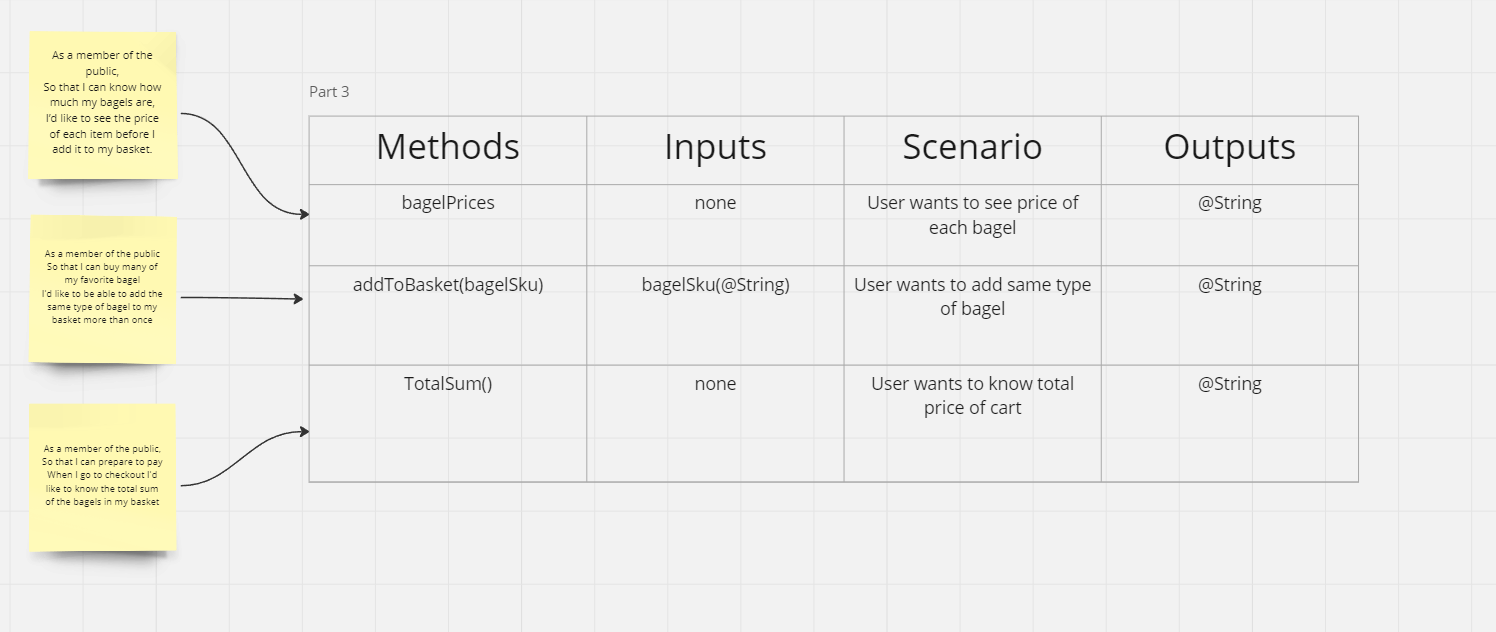 As a member of the
public,
So that I can know how
much my bagels are,
I'd like to see the price
of each item before I
add it to my basket.
As a member of the public
So that I can buy many of
my favorite bagel
I'd like to be able to add the
same type of bagel to my
basket more than once
As a member of the public,
So that I can prepare to pay
When I go to checkout I'd
like to know the total sum
of the bagels in my basket
Part 3
Methods Inputs Scenario Outputs
bagelPrices none User wants to see price of @String
each bagel
addToBasket(bagelSku) bagelSku(@String) User wants to add same type @String
of bagel
TotalSum() none User wants to know total @String
price of cart